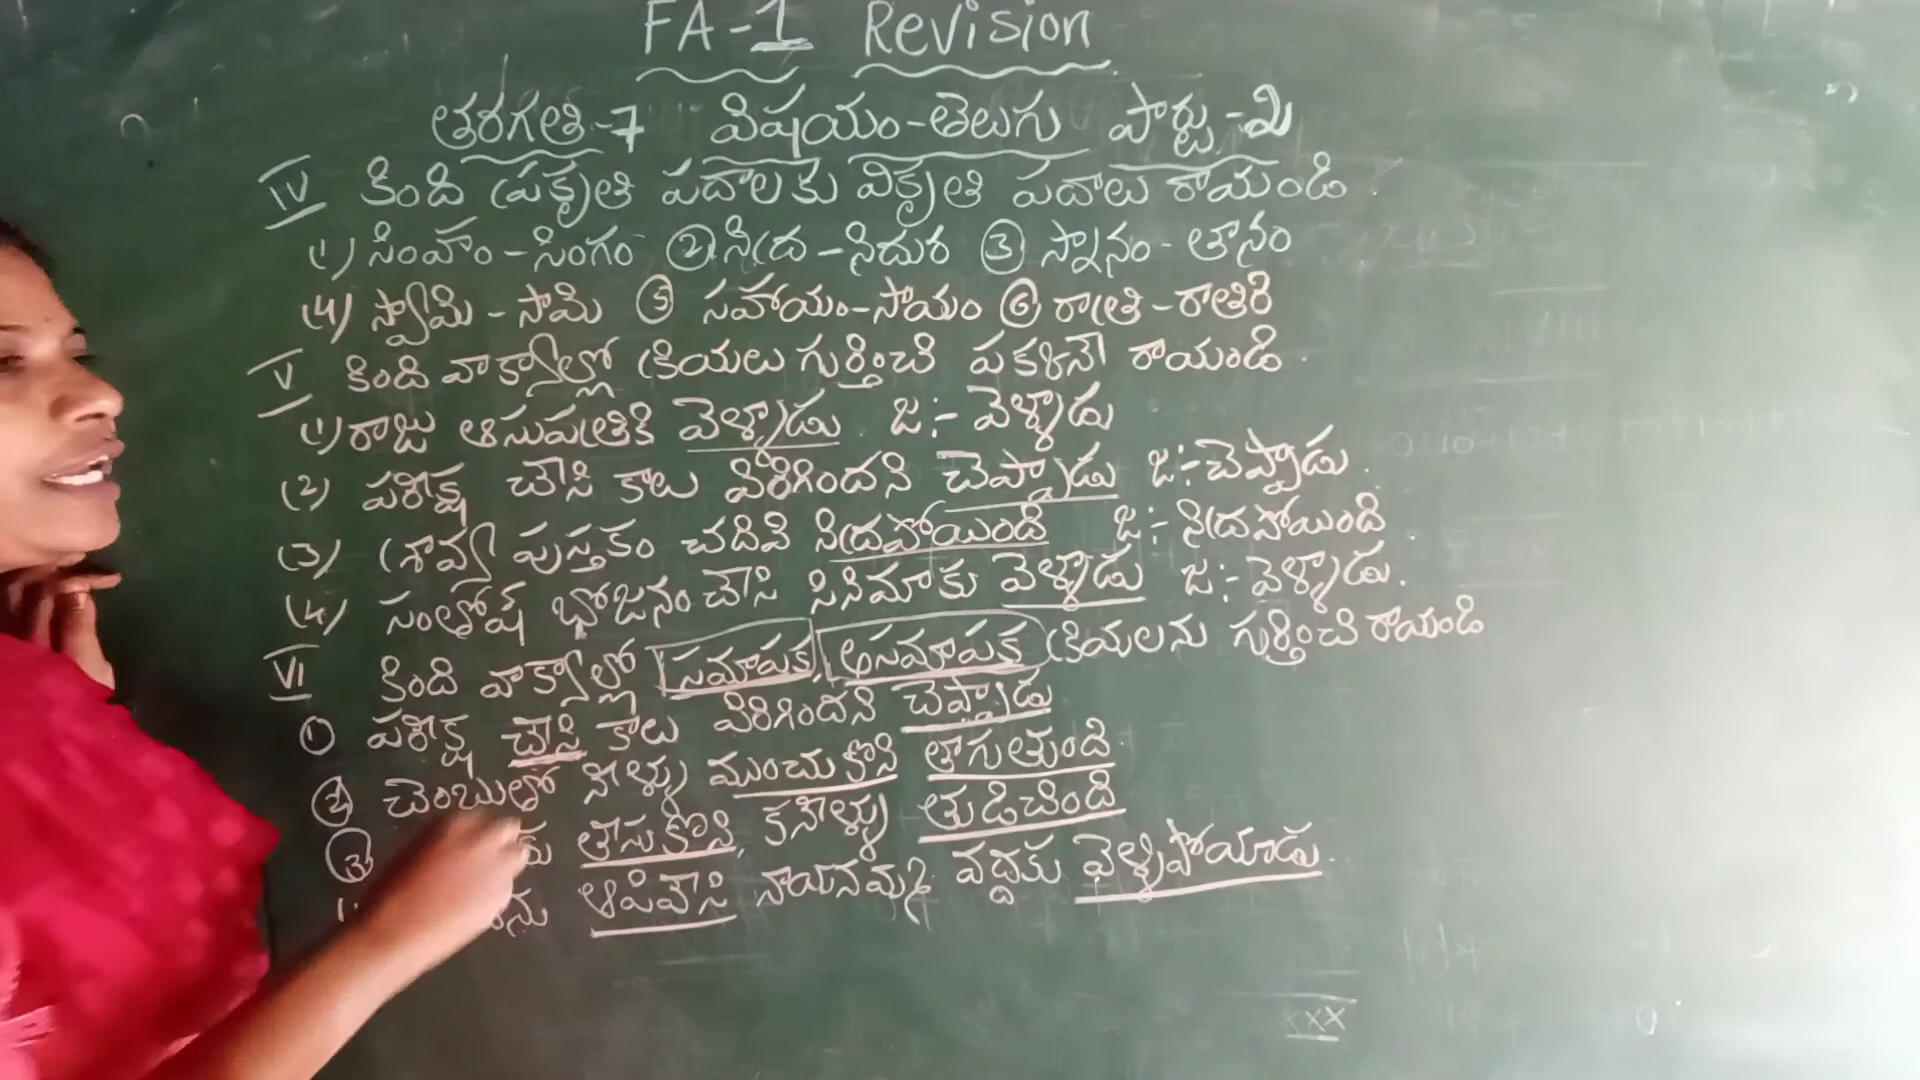 FA-1 Revision
తరగతి-7 విషయం-తెలుగు పార్ట్-
IV కింది ప్రకృతి పదాలకు వికృతి పదాలు రాయండి.
(1) సింహం-సింగం (2) నిద్ర-నిదుర (3) స్నానం-తానం
(4) స్వామి-సామి (5) సహాయం-సాయం (6) రాత్రి-రాతిరి
V కింది వాక్యాల్లో క్రియలు గుర్తించి పక్కనే రాయండి.
(1) రాజు ఆసుపత్రికి వెళ్ళాడు. జ:- వెళ్ళాడు
(2) పరీక్ష చేసి కాలు విరిగిందని చెప్పాడు జ:- చెప్పాడు.
(3) శ్రావ్య పుస్తకం చదివి నిద్రపోయింది జ:- నిద్రపోయింది.
(4) సంతోష్ భోజనం చేసి సినిమాకు వెళ్ళాడు జ:- వెళ్ళాడు.
VI కింది వాక్యాల్లో సమాపక, అసమాపక క్రియలను గుర్తించి రాయండి
(1) పరీక్ష చేసి కాలు విరిగిందని చెప్పాడు
(2) చెంబుతో నీళ్ళు ముంచుకొని తాగుతుంది.
(3) తీసుకొని, కన్నీళ్ళు తుడిచింది
ఆపివేసి నాయనమ్మ వద్దకు వెళ్ళిపోయాడు.
xxx